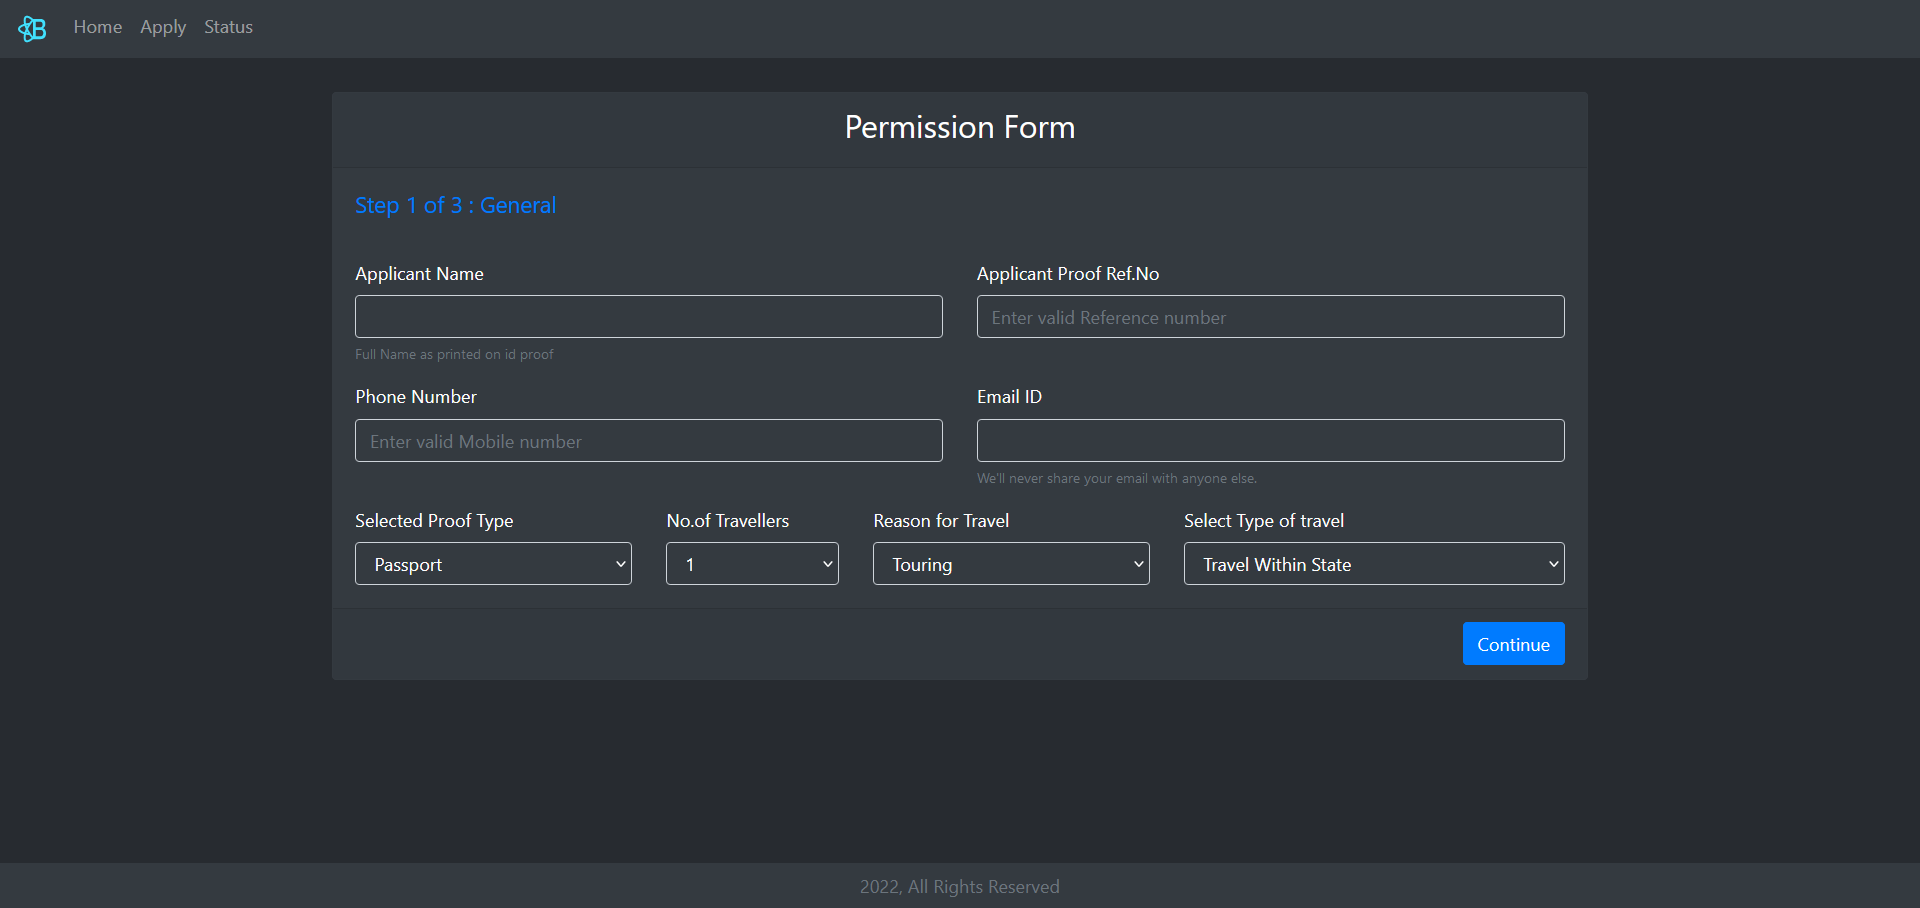 B Home Apply Status
Permission Form
Step 1 of 3 : General
Applicant Name Applicant Proof Ref.No
Enter valid Reference number
Full Name as printed on id proof
Phone Number Email ID
Enter valid Mobile number
We'll never share your email with anyone else.
Selected Proof Type No.of Travellers Reason for Travel Select Type of travel
Passport 1 Touring Travel Within State
Continue
2022, All Rights Reserved